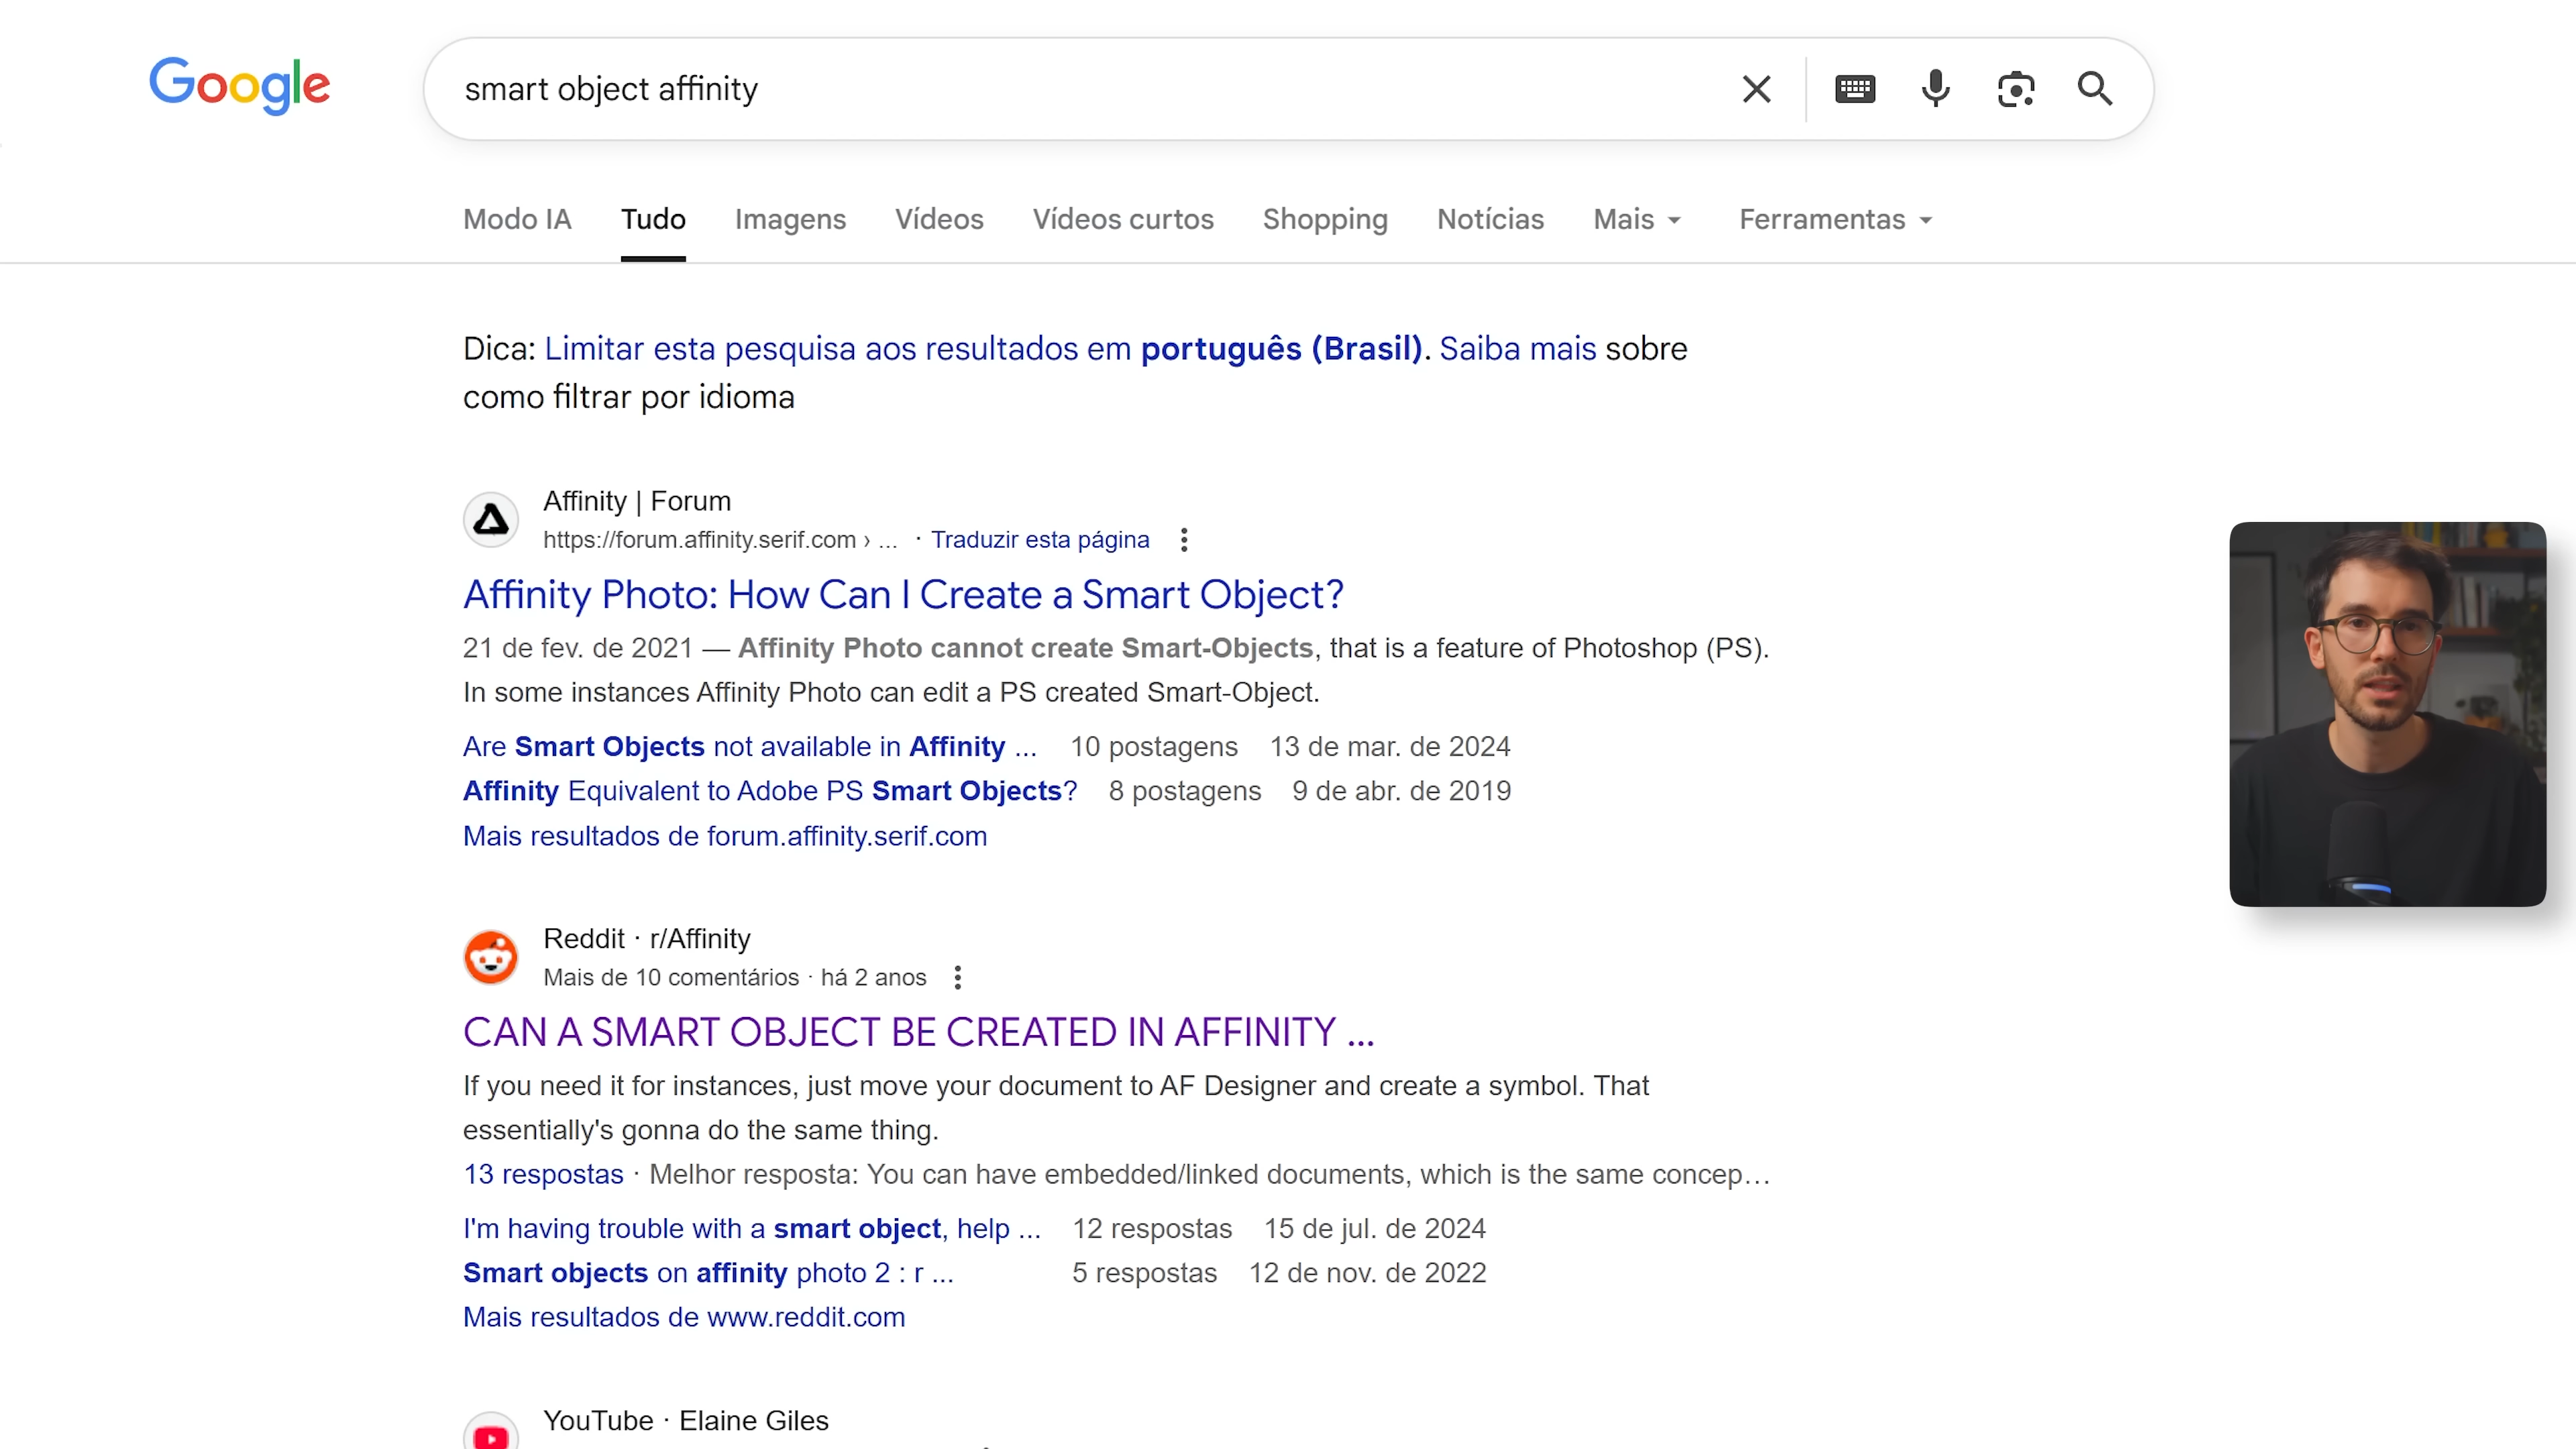 Google
smart object affinity
Modo IA Tudo Imagens Vídeos Vídeos curtos Shopping Notícias Mais Ferramentas
Dica: Limitar esta pesquisa aos resultados em português (Brasil). Saiba mais sobre
como filtrar por idioma
Affinity | Forum
https://forum.affinity.serif.com › ... · Traduzir esta página
Affinity Photo: How Can I Create a Smart Object?
21 de fev. de 2021 — Affinity Photo cannot create Smart-Objects, that is a feature of Photoshop (PS).
In some instances Affinity Photo can edit a PS created Smart-Object.
Are Smart Objects not available in Affinity ... 10 postagens 13 de mar. de 2024
Affinity Equivalent to Adobe PS Smart Objects? 8 postagens 9 de abr. de 2019
Mais resultados de forum.affinity.serif.com
Reddit · r/Affinity
Mais de 10 comentários · há 2 anos
CAN A SMART OBJECT BE CREATED IN AFFINITY ...
If you need it for instances, just move your document to AF Designer and create a symbol. That
essentially's gonna do the same thing.
13 respostas · Melhor resposta: You can have embedded/linked documents, which is the same concep...
I'm having trouble with a smart object, help ... 12 respostas 15 de jul. de 2024
Smart objects on affinity photo 2 : r ... 5 respostas 12 de nov. de 2022
Mais resultados de www.reddit.com
YouTube · Elaine Giles